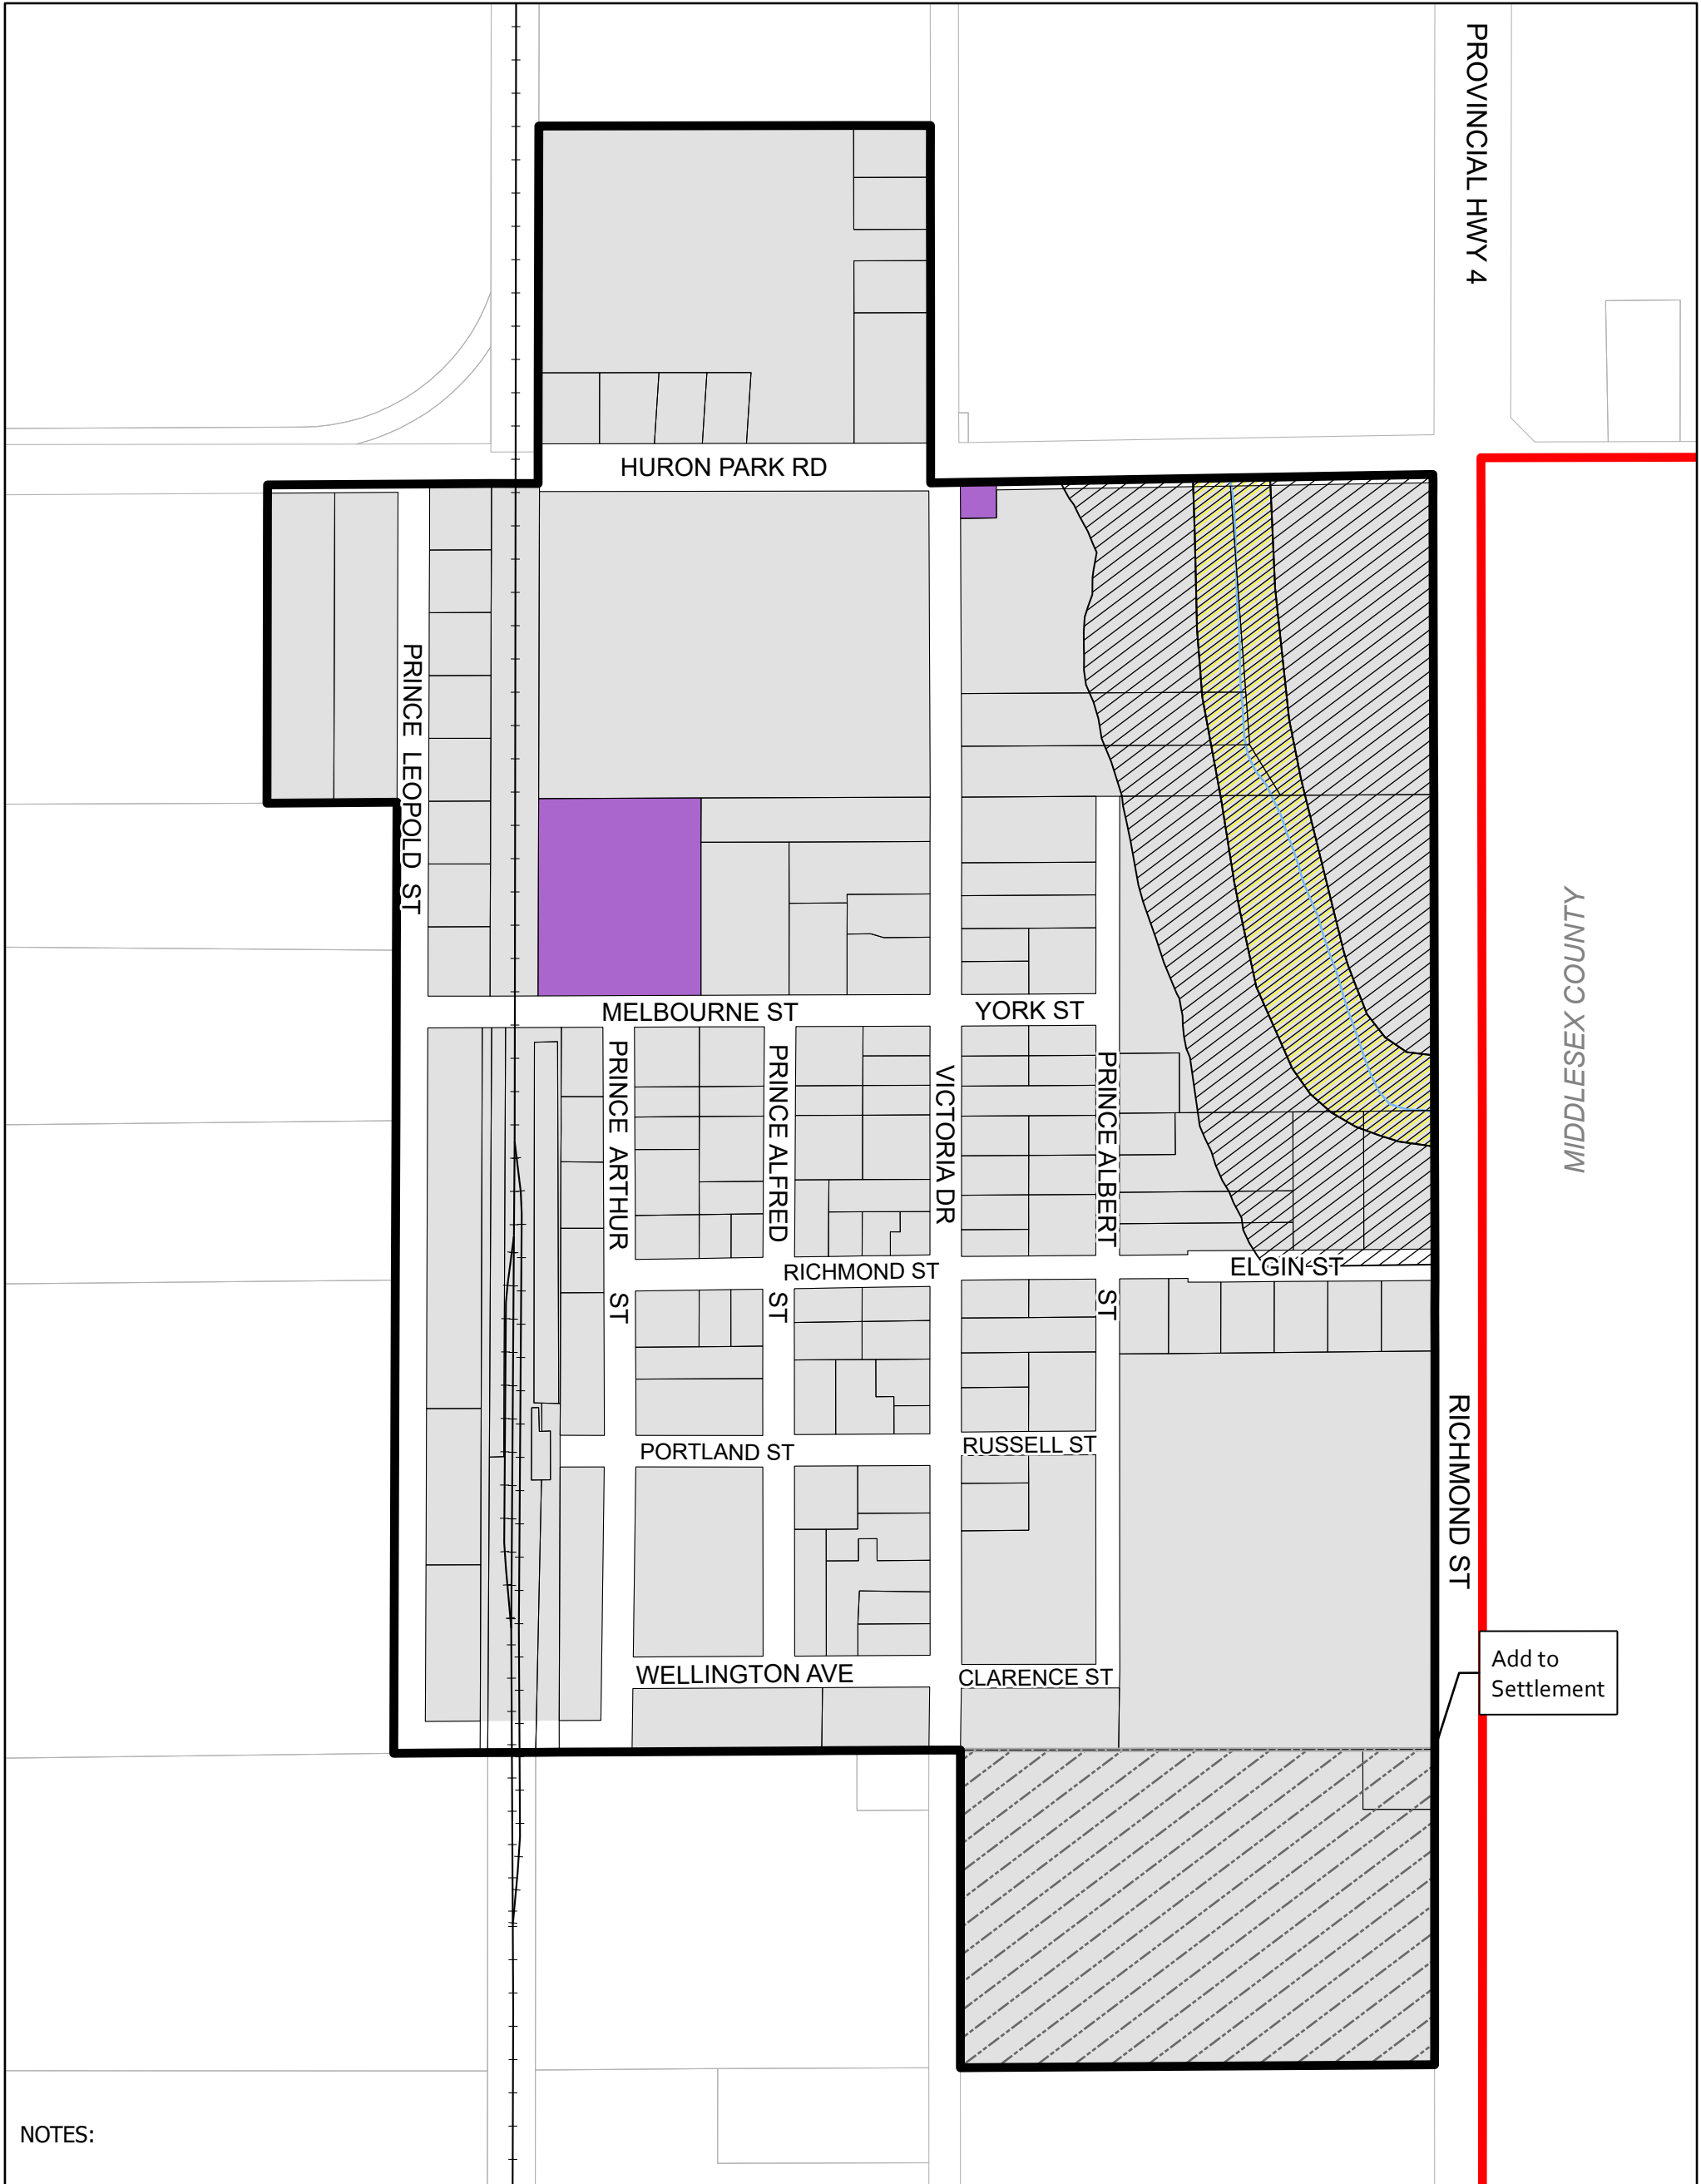 PROVINCIAL HWY 4
HURON PARK RD
PRINCE LEOPOLD ST
MIDDLESEX COUNTY
MELBOURNE ST
YORK ST
PRINCE ARTHUR ST
PRINCE ALFRED ST
VICTORIA DR
PRINCE ALBERT ST
ELGIN ST
RICHMOND ST
RICHMOND ST
PORTLAND ST
RUSSELL ST
Add to
Settlement
WELLINGTON AVE
CLARENCE ST
NOTES: